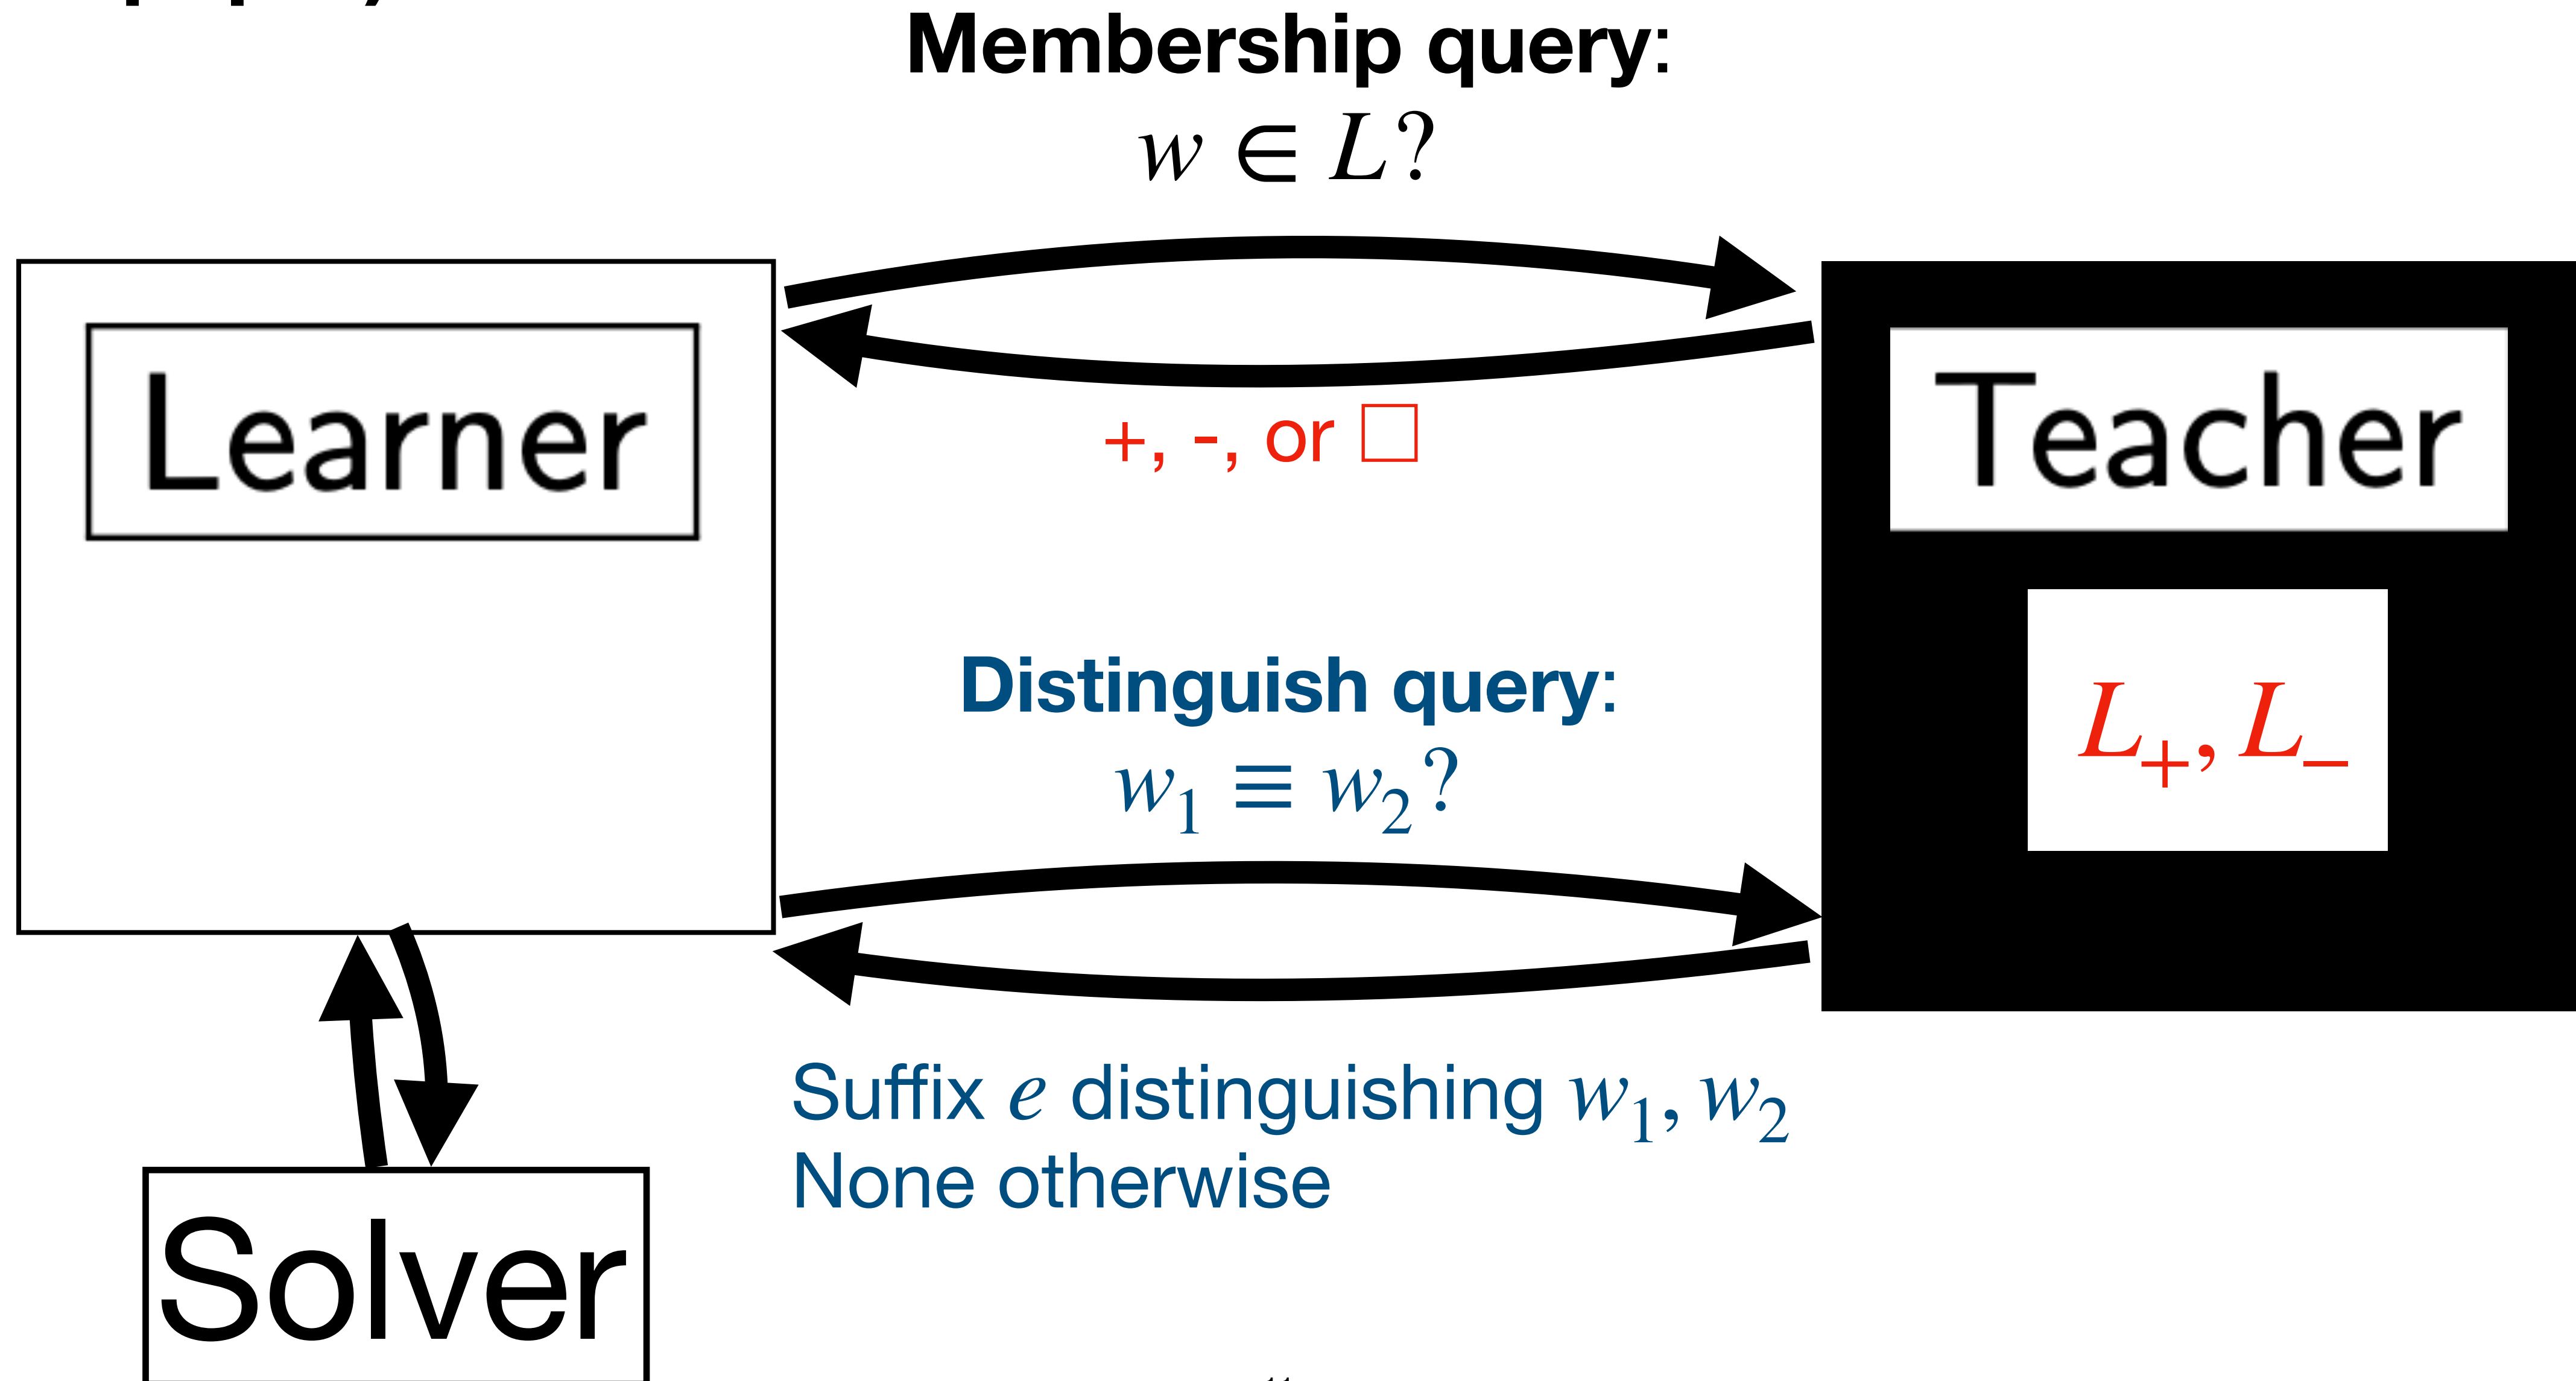 Membership query:
w ∈ L?
Learner
Teacher
+, -, or □
L₊, L₋
Distinguish query:
w₁ ≡ w₂?
Suffix e distinguishing w₁, w₂
None otherwise
Solver